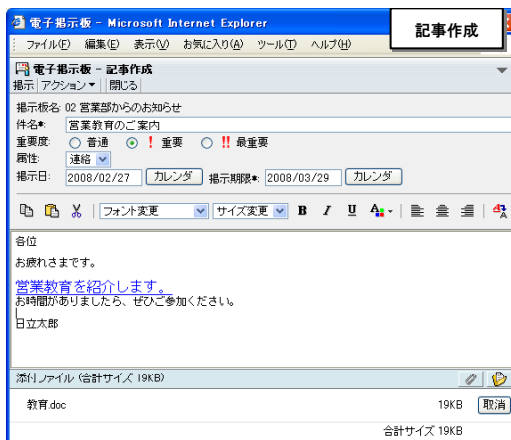 電子掲示板 - Microsoft Internet Explorer
記事作成
ファイル(F) 編集(E) 表示(V) お気に入り(A) ツール(T) ヘルプ(H)
電子掲示板 - 記事作成
掲示 アクション 閉じる
掲示板名: 02 営業部からのお知らせ
件名*: 営業教育のご案内
重要度: 普通 ! 重要 !! 最重要
属性: 連絡
掲示日: 2008/02/27 カレンダ 掲示期限*: 2008/03/29 カレンダ
フォント変更 サイズ変更 B I U A
各位
お疲れさまです。
営業教育を紹介します。
お時間がありましたら、ぜひご参加ください。
日立太郎
添付ファイル (合計サイズ 19KB)
教育.doc 19KB 取消
合計サイズ 19KB